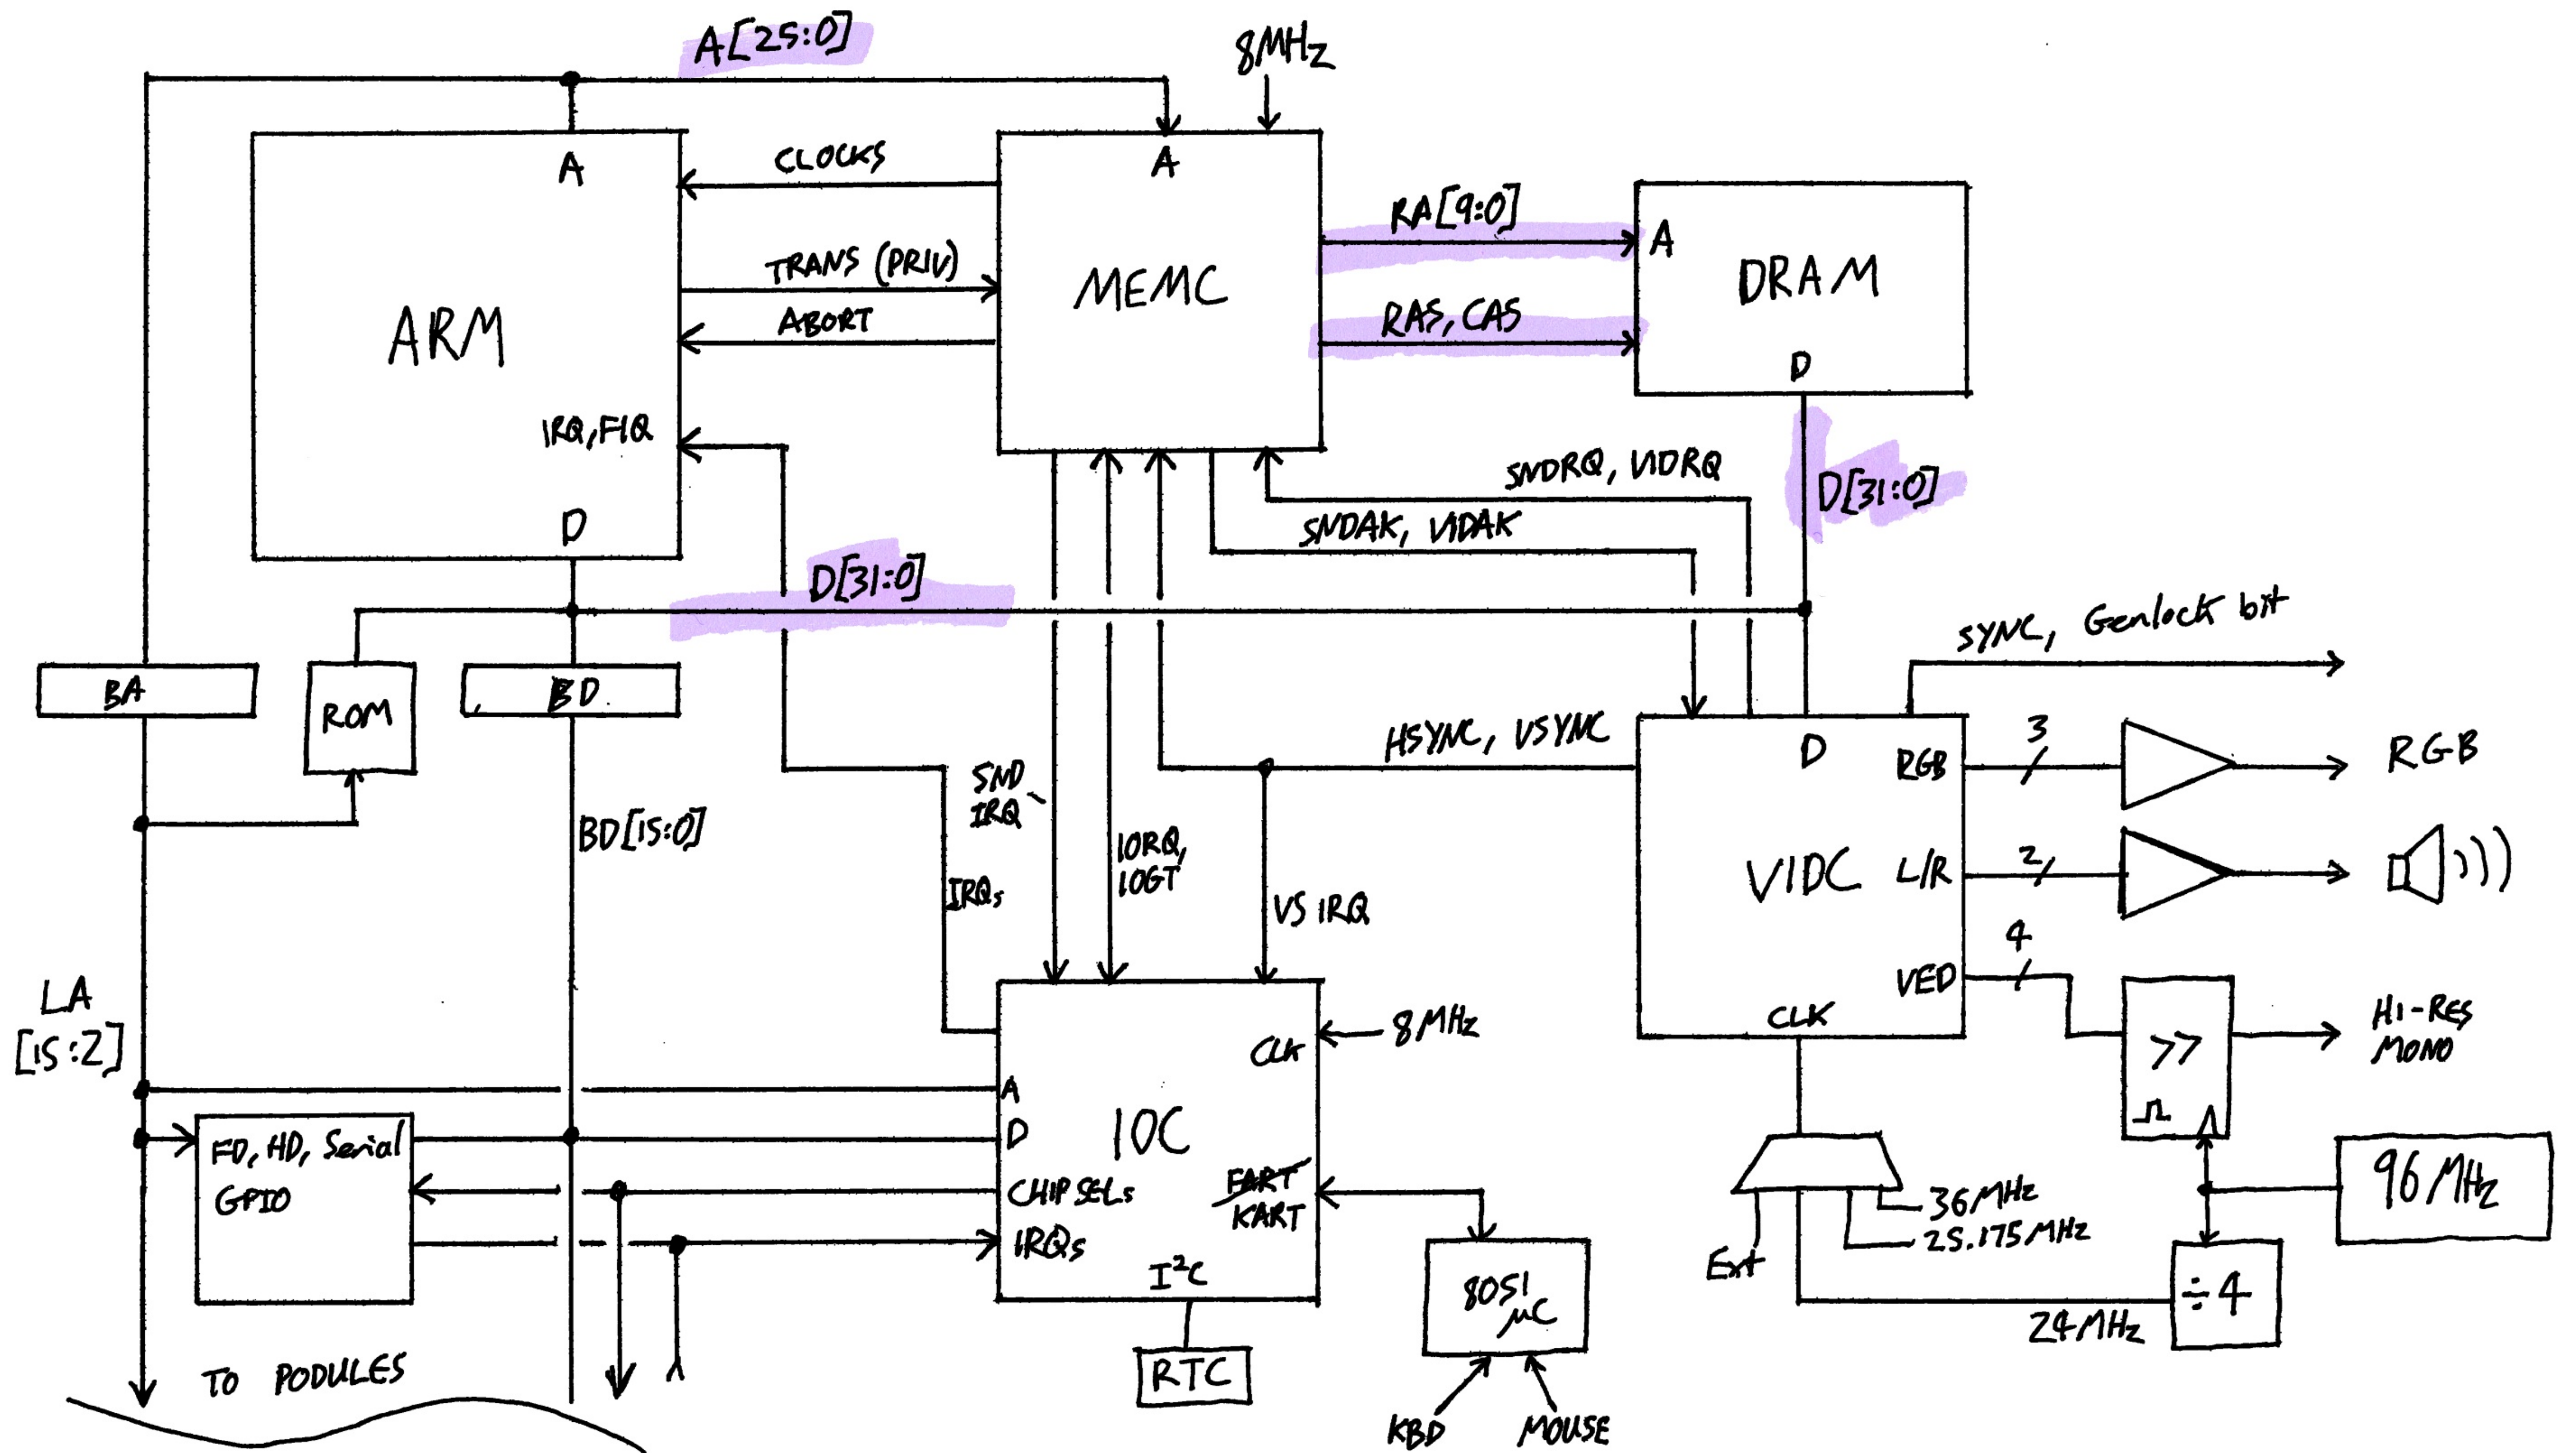 A[25:0]
8MHz
A
CLOCKS
A
TRANS (PRIV)
ABORT
ARM
MEMC
RA[9:0]
A
DRAM
RAS, CAS
D
IRQ, FIQ
D
SNDRQ, VIDRQ
D[31:0]
SNDAK, VIDAK
D[31:0]
SYNC, Genlock bit
BA
ROM
BD
HSYNC, VSYNC
D
RGB
3
RGB
SND
IRQ
BD[15:0]
IORQ,
IOGT
IRQs
VS IRQ
VIDC
L/R
2
4
VED
CLK
LA
[15:2]
CLK
8MHz
HI-RES
MONO
>>
A
D
IOC
FD, HD, Serial
GPIO
CHIP SELs
IRQs
FART
KART
I²C
96MHz
36MHz
25.175MHz
Ext
÷4
24MHz
8051
μC
RTC
TO PODULES
KBD
MOUSE